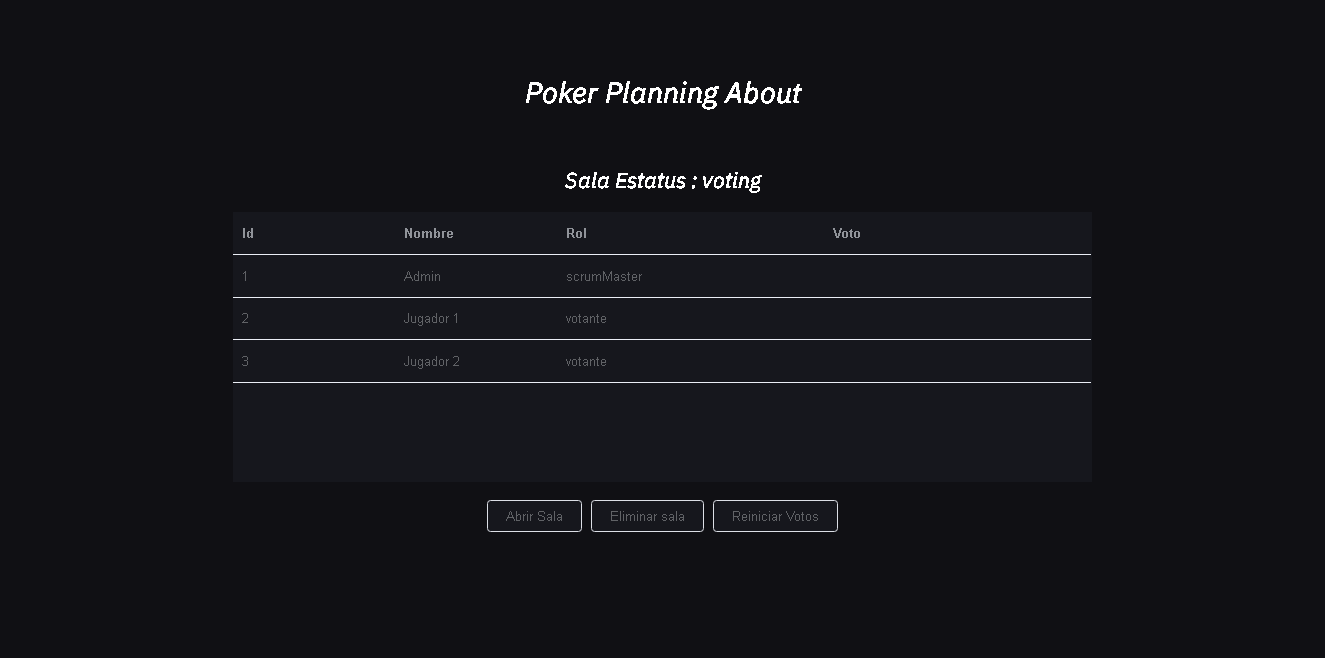 Poker Planning About
Sala Estatus : voting
Id Nombre Rol Voto
1 Admin scrumMaster
2 Jugador 1 votante
3 Jugador 2 votante
Abrir Sala Eliminar sala Reiniciar Votos